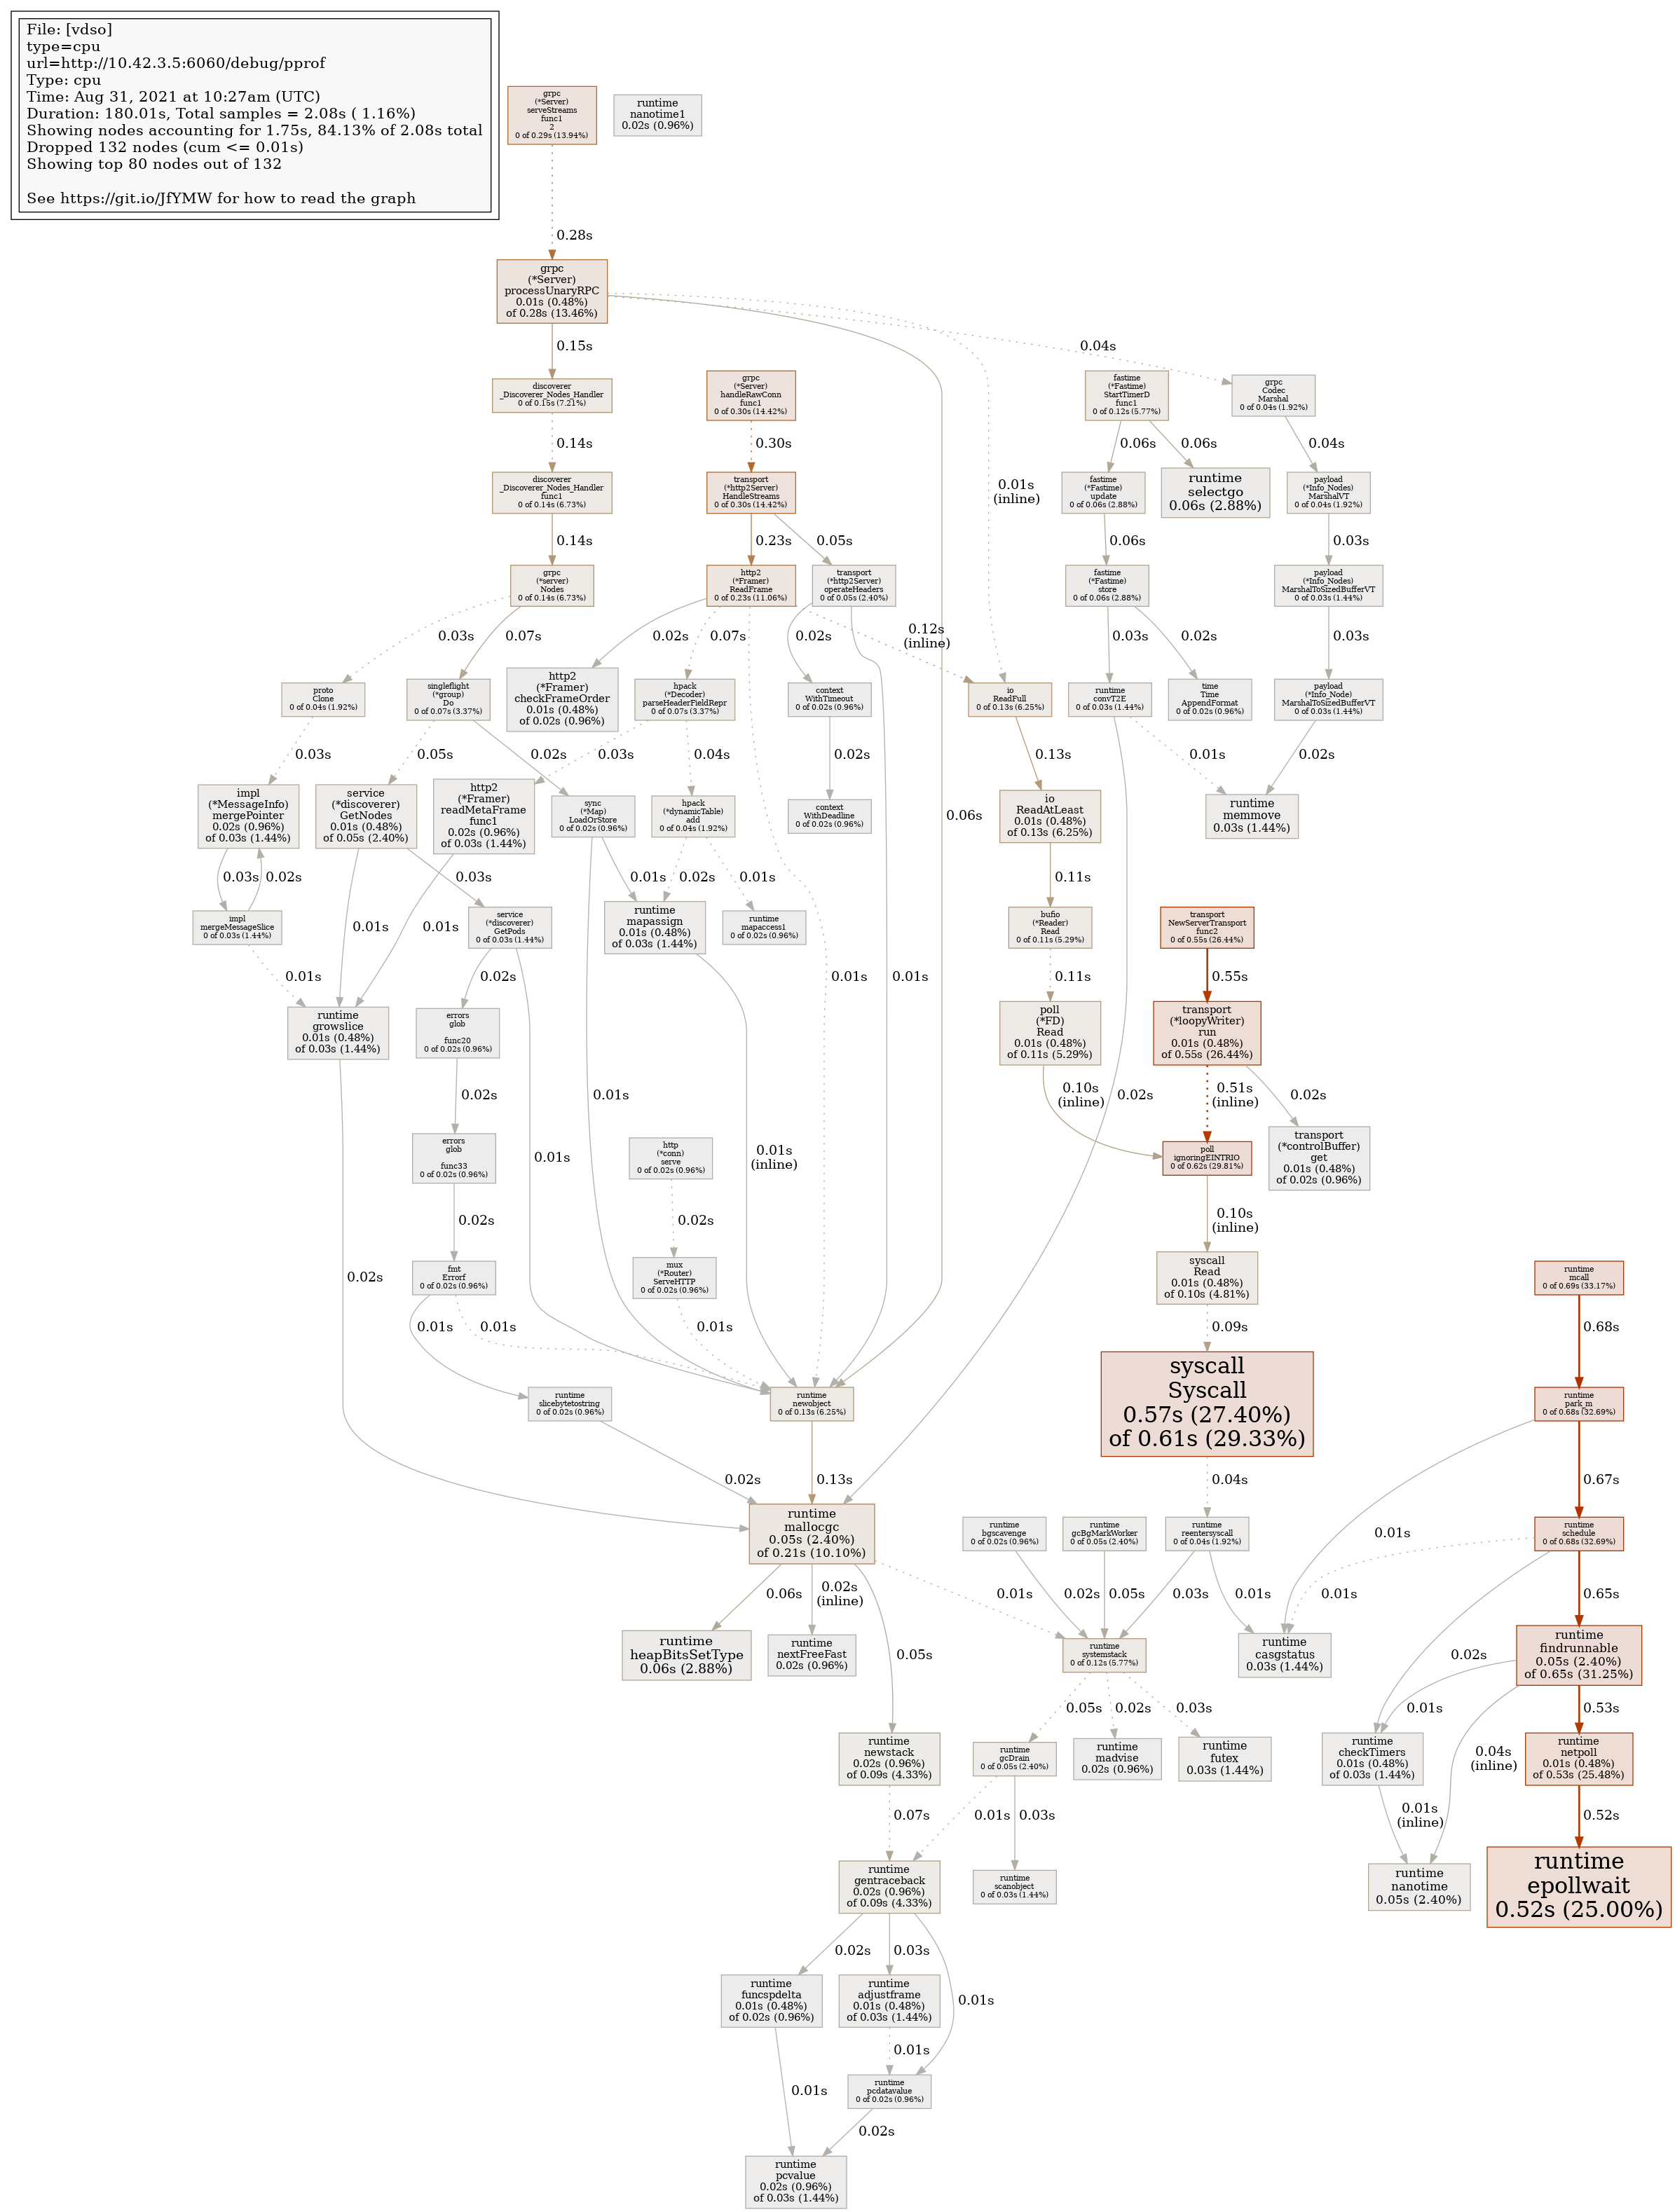 File: [vdso]
type=cpu
url=http://10.42.3.5:6060/debug/pprof
Type: cpu
Time: Aug 31, 2021 at 10:27am (UTC)
Duration: 180.01s, Total samples = 2.08s ( 1.16%)
Showing nodes accounting for 1.75s, 84.13% of 2.08s total
Dropped 132 nodes (cum <= 0.01s)
Showing top 80 nodes out of 132
See https://git.io/JfYMW for how to read the graph
grpc
(*Server)
serveStreams
func1
2
0 of 0.29s (13.94%)
runtime
nanotime1
0.02s (0.96%)
0.28s
grpc
(*Server)
processUnaryRPC
0.01s (0.48%)
of 0.28s (13.46%)
0.15s
0.04s
discoverer
_Discoverer_Nodes_Handler
0 of 0.15s (7.21%)
grpc
(*Server)
handleRawConn
func1
0 of 0.30s (14.42%)
fastime
(*Fastime)
StartTimerD
func1
0 of 0.12s (5.77%)
grpc
Codec
Marshal
0 of 0.04s (1.92%)
0.14s
0.30s
0.06s
0.06s
0.04s
discoverer
_Discoverer_Nodes_Handler
func1
0 of 0.14s (6.73%)
transport
(*http2Server)
HandleStreams
0 of 0.30s (14.42%)
0.01s
(inline)
fastime
(*Fastime)
update
0 of 0.06s (2.88%)
runtime
selectgo
0.06s (2.88%)
payload
(*Info_Nodes)
MarshalVT
0 of 0.04s (1.92%)
0.14s
0.23s
0.05s
0.06s
0.03s
grpc
(*server)
Nodes
0 of 0.14s (6.73%)
http2
(*Framer)
ReadFrame
0 of 0.23s (11.06%)
transport
(*http2Server)
operateHeaders
0 of 0.05s (2.40%)
fastime
(*Fastime)
store
0 of 0.06s (2.88%)
payload
(*Info_Nodes)
MarshalToSizedBufferVT
0 of 0.03s (1.44%)
0.03s
0.07s
0.02s
0.07s
0.02s
0.12s
(inline)
0.03s
0.02s
0.03s
proto
Clone
0 of 0.04s (1.92%)
singleflight
(*group)
Do
0 of 0.07s (3.37%)
http2
(*Framer)
checkFrameOrder
0.01s (0.48%)
of 0.02s (0.96%)
hpack
(*Decoder)
parseHeaderFieldRepr
0 of 0.07s (3.37%)
context
WithTimeout
0 of 0.02s (0.96%)
io
ReadFull
0 of 0.13s (6.25%)
runtime
convT2E
0 of 0.03s (1.44%)
time
Time
AppendFormat
0 of 0.02s (0.96%)
payload
(*Info_Node)
MarshalToSizedBufferVT
0 of 0.03s (1.44%)
0.03s
0.05s
0.02s
0.03s
0.04s
0.02s
0.13s
0.01s
0.02s
impl
(*MessageInfo)
mergePointer
0.02s (0.96%)
of 0.03s (1.44%)
service
(*discoverer)
GetNodes
0.01s (0.48%)
of 0.05s (2.40%)
http2
(*Framer)
readMetaFrame
func1
0.02s (0.96%)
of 0.03s (1.44%)
sync
(*Map)
LoadOrStore
0 of 0.02s (0.96%)
hpack
(*dynamicTable)
add
0 of 0.04s (1.92%)
context
WithDeadline
0 of 0.02s (0.96%)
0.06s
io
ReadAtLeast
0.01s (0.48%)
of 0.13s (6.25%)
runtime
memmove
0.03s (1.44%)
0.03s
0.02s
0.03s
0.01s
0.02s
0.01s
0.11s
impl
mergeMessageSlice
0 of 0.03s (1.44%)
0.01s
0.01s
service
(*discoverer)
GetPods
0 of 0.03s (1.44%)
runtime
mapassign
0.01s (0.48%)
of 0.03s (1.44%)
runtime
mapaccess1
0 of 0.02s (0.96%)
bufio
(*Reader)
Read
0 of 0.11s (5.29%)
transport
NewServerTransport
func2
0 of 0.55s (26.44%)
0.01s
0.02s
0.01s
0.01s
0.11s
0.55s
runtime
growslice
0.01s (0.48%)
of 0.03s (1.44%)
errors
glob
func20
0 of 0.02s (0.96%)
poll
(*FD)
Read
0.01s (0.48%)
of 0.11s (5.29%)
transport
(*loopyWriter)
run
0.01s (0.48%)
of 0.55s (26.44%)
0.02s
0.01s
0.10s
(inline)
0.02s
0.51s
(inline)
0.02s
errors
glob
func33
0 of 0.02s (0.96%)
0.01s
http
(*conn)
serve
0 of 0.02s (0.96%)
0.01s
(inline)
poll
ignoringEINTRIO
0 of 0.62s (29.81%)
transport
(*controlBuffer)
get
0.01s (0.48%)
of 0.02s (0.96%)
0.02s
0.02s
0.10s
(inline)
0.02s
fmt
Errorf
0 of 0.02s (0.96%)
mux
(*Router)
ServeHTTP
0 of 0.02s (0.96%)
syscall
Read
0.01s (0.48%)
of 0.10s (4.81%)
runtime
mcall
0 of 0.69s (33.17%)
0.01s
0.01s
0.01s
0.09s
0.68s
runtime
slicebytetostring
0 of 0.02s (0.96%)
runtime
newobject
0 of 0.13s (6.25%)
syscall
Syscall
0.57s (27.40%)
of 0.61s (29.33%)
runtime
park_m
0 of 0.68s (32.69%)
0.02s
0.13s
0.04s
0.67s
runtime
mallocgc
0.05s (2.40%)
of 0.21s (10.10%)
runtime
bgscavenge
0 of 0.02s (0.96%)
runtime
gcBgMarkWorker
0 of 0.05s (2.40%)
runtime
reentersyscall
0 of 0.04s (1.92%)
0.01s
runtime
schedule
0 of 0.68s (32.69%)
0.06s
0.02s
(inline)
0.01s
0.02s
0.05s
0.03s
0.01s
0.01s
0.65s
runtime
heapBitsSetType
0.06s (2.88%)
runtime
nextFreeFast
0.02s (0.96%)
0.05s
runtime
systemstack
0 of 0.12s (5.77%)
runtime
casgstatus
0.03s (1.44%)
0.02s
runtime
findrunnable
0.05s (2.40%)
of 0.65s (31.25%)
0.05s
0.02s
0.03s
0.01s
0.53s
runtime
newstack
0.02s (0.96%)
of 0.09s (4.33%)
runtime
gcDrain
0 of 0.05s (2.40%)
runtime
madvise
0.02s (0.96%)
runtime
futex
0.03s (1.44%)
runtime
checkTimers
0.01s (0.48%)
of 0.03s (1.44%)
0.04s
(inline)
runtime
netpoll
0.01s (0.48%)
of 0.53s (25.48%)
0.07s
0.01s
0.03s
0.01s
(inline)
0.52s
runtime
gentraceback
0.02s (0.96%)
of 0.09s (4.33%)
runtime
scanobject
0 of 0.03s (1.44%)
runtime
nanotime
0.05s (2.40%)
runtime
epollwait
0.52s (25.00%)
0.02s
0.03s
0.01s
runtime
funcspdelta
0.01s (0.48%)
of 0.02s (0.96%)
runtime
adjustframe
0.01s (0.48%)
of 0.03s (1.44%)
0.01s
0.01s
runtime
pcdatavalue
0 of 0.02s (0.96%)
0.02s
runtime
pcvalue
0.02s (0.96%)
of 0.03s (1.44%)